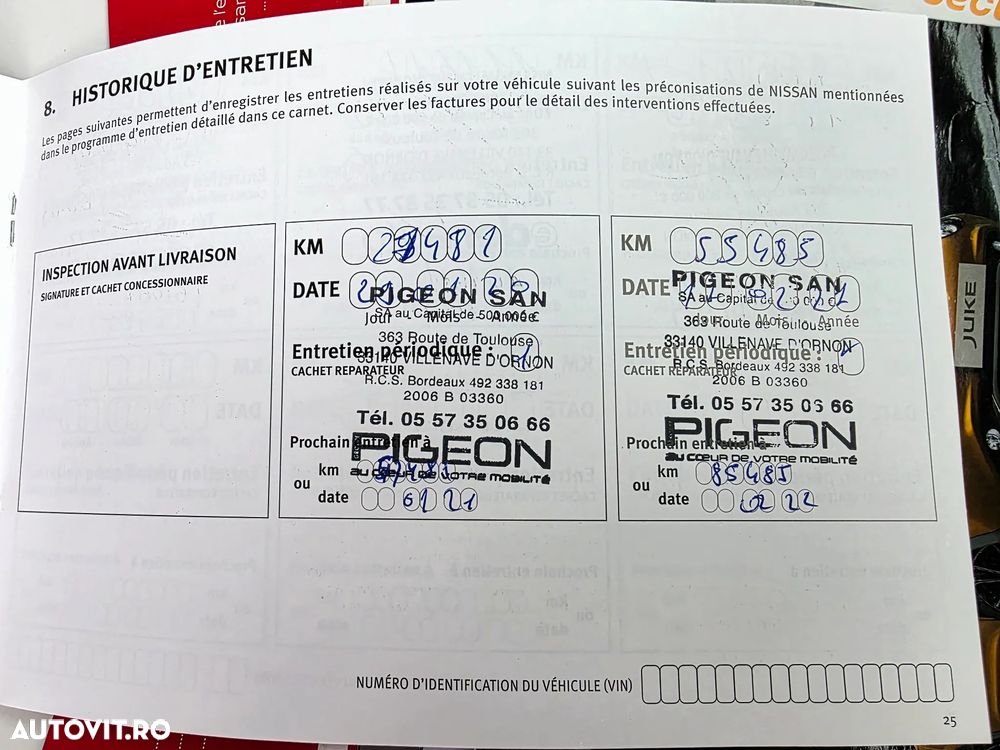 8. HISTORIQUE D'ENTRETIEN
Les pages suivantes permettent d'enregistrer les entretiens réalisés sur votre véhicule suivant les préconisations de NISSAN mentionnées
dans le programme d'entretien détaillé dans ce carnet. Conserver les factures pour le détail des interventions effectuées.
INSPECTION AVANT LIVRAISON
SIGNATURE ET CACHET CONCESSIONNAIRE
KM
DATE
PIGEON SAN
SA au Capital de 500 000 €
Jour Mois - Année
363 Route de Toulouse
Entretien périodique :
33140 VILLENAVE D'ORNON
CACHET REPARATEUR
R.C.S. Bordeaux 492 338 181
2006 B 03360
Tél. 05 57 35 06 66
Prochain entretien à
PIGEON
AU CŒUR DE VOTRE MOBILITÉ
km
ou
date 01 21
KM 55485
DATE
PIGEON SAN
SA au Capital de
Jour Mois - Année
363 Route de Toulouse
33140 VILLENAVE D'ORNON
Entretien périodique :
R.C.S. Bordeaux 492 338 181
CACHET REPARATEUR
2006 B 03360
Tél. 05 57 35 06 66
PIGEON
Prochain entretien à
AU CŒUR DE VOTRE MOBILITÉ
km 85485
ou
date 02 22
JUKE
NUMÉRO D'IDENTIFICATION DU VÉHICULE (VIN)
25
AUTOVIT.RO